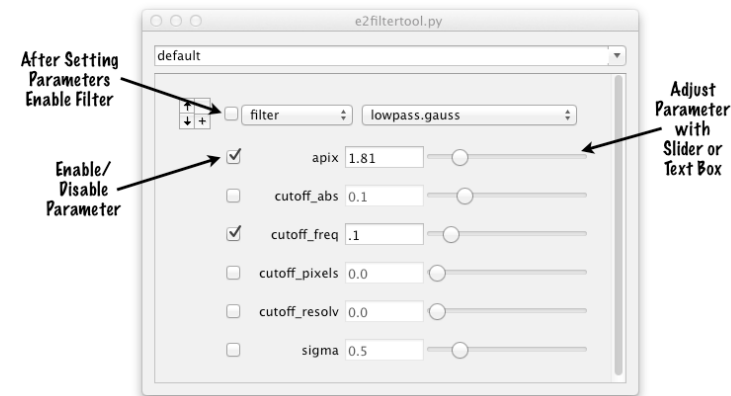 e2filtertool.py
default
After Setting
Parameters
Enable Filter
filter
lowpass.gauss
Adjust
Parameter
with
Slider or
Text Box
Enable/
Disable
Parameter
apix 1.81
cutoff_abs 0.1
cutoff_freq .1
cutoff_pixels 0.0
cutoff_resolv 0.0
sigma 0.5